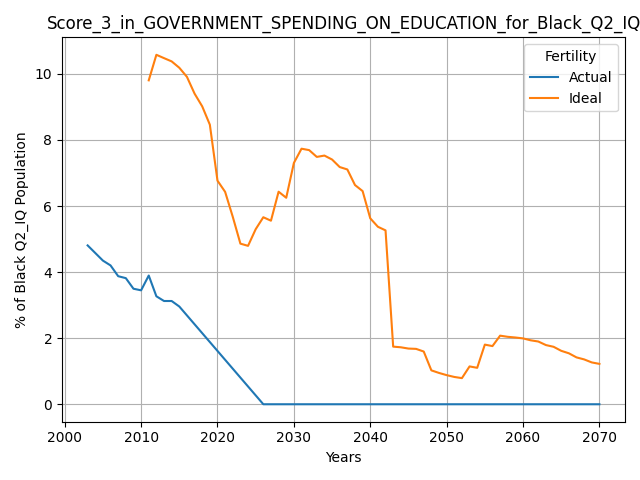 Score_3_in_GOVERNMENT_SPENDING_ON_EDUCATION_for_Black_Q2_IQ
Fertility
Actual
Ideal
% of Black Q2_IQ Population
10
8
6
4
2
0
2000 2010 2020 2030 2040 2050 2060 2070
Years